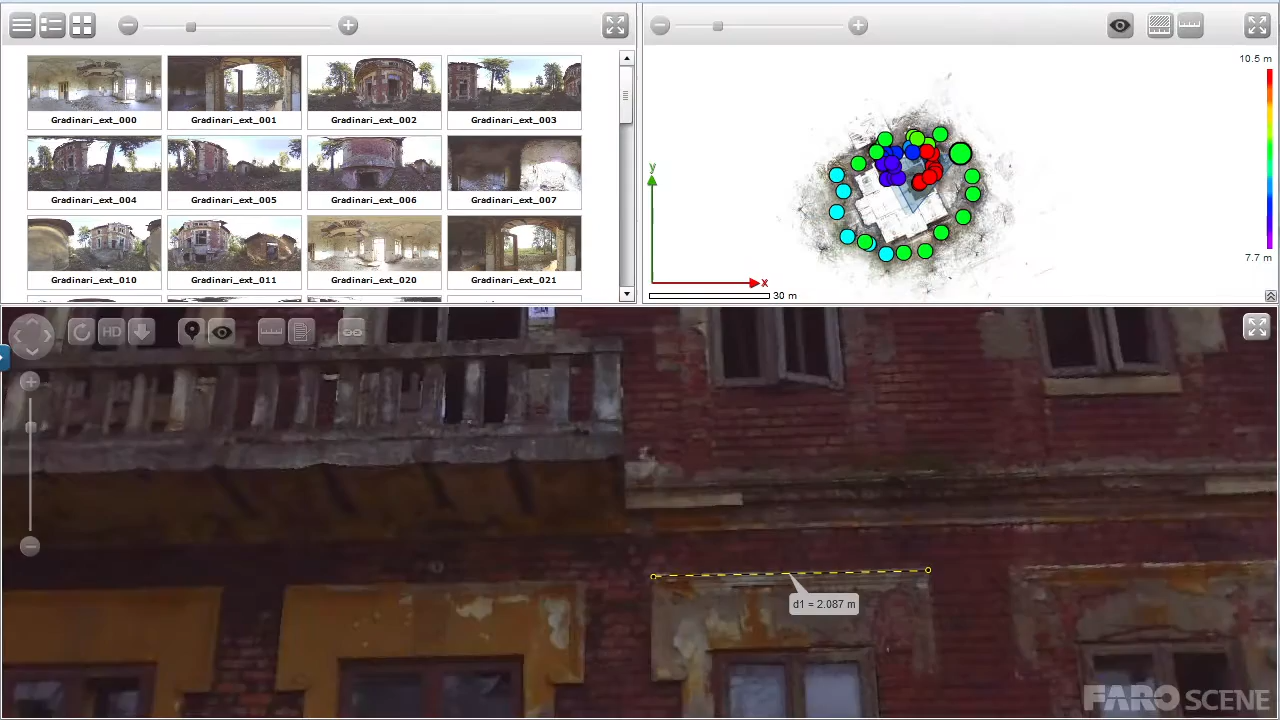 Gradinari_ext_000
Gradinari_ext_001
Gradinari_ext_002
Gradinari_ext_003
Gradinari_ext_004
Gradinari_ext_005
Gradinari_ext_006
Gradinari_ext_007
Gradinari_ext_010
Gradinari_ext_011
Gradinari_ext_020
Gradinari_ext_021
10.5 m
y
x
7.7 m
30 m
HD
d1 = 2.087 m
FARO SCENE